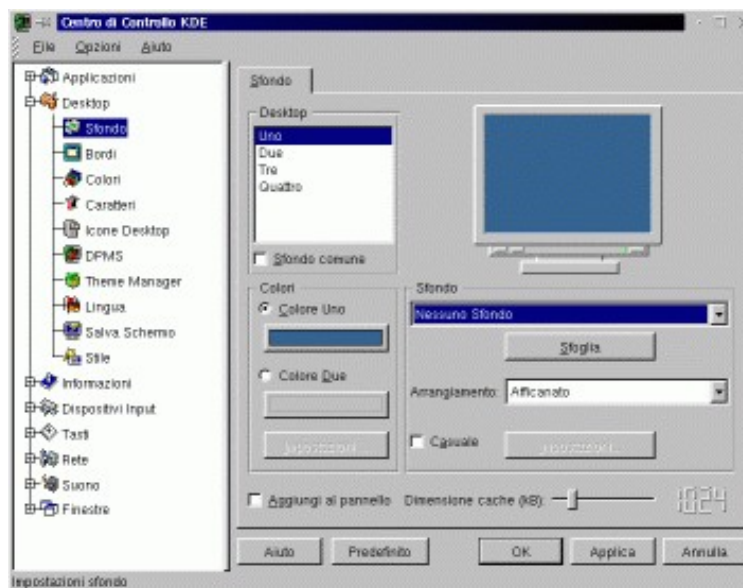 Centro di Controllo KDE
File Opzioni Aiuto
Applicazioni
Desktop
Sfondo
Bordi
Colori
Caratteri
Icone Desktop
DPMS
Theme Manager
Lingua
Salva Schermo
Stile
Informazioni
Dispositivi Input
Tasti
Rete
Suono
Finestre
Sfondo
Desktop
Uno
Due
Tre
Quattro
Sfondo comune
Colori
Colore Uno
Colore Due
Impostazioni...
Sfondo
Nessuno Sfondo
Sfoglia
Arrangiamento: Afficanato
Casuale
Impostazioni...
Aggiungi al pannello Dimensione cache (kB): 1024
Aiuto Predefinito OK Applica Annulla
Impostazioni sfondo